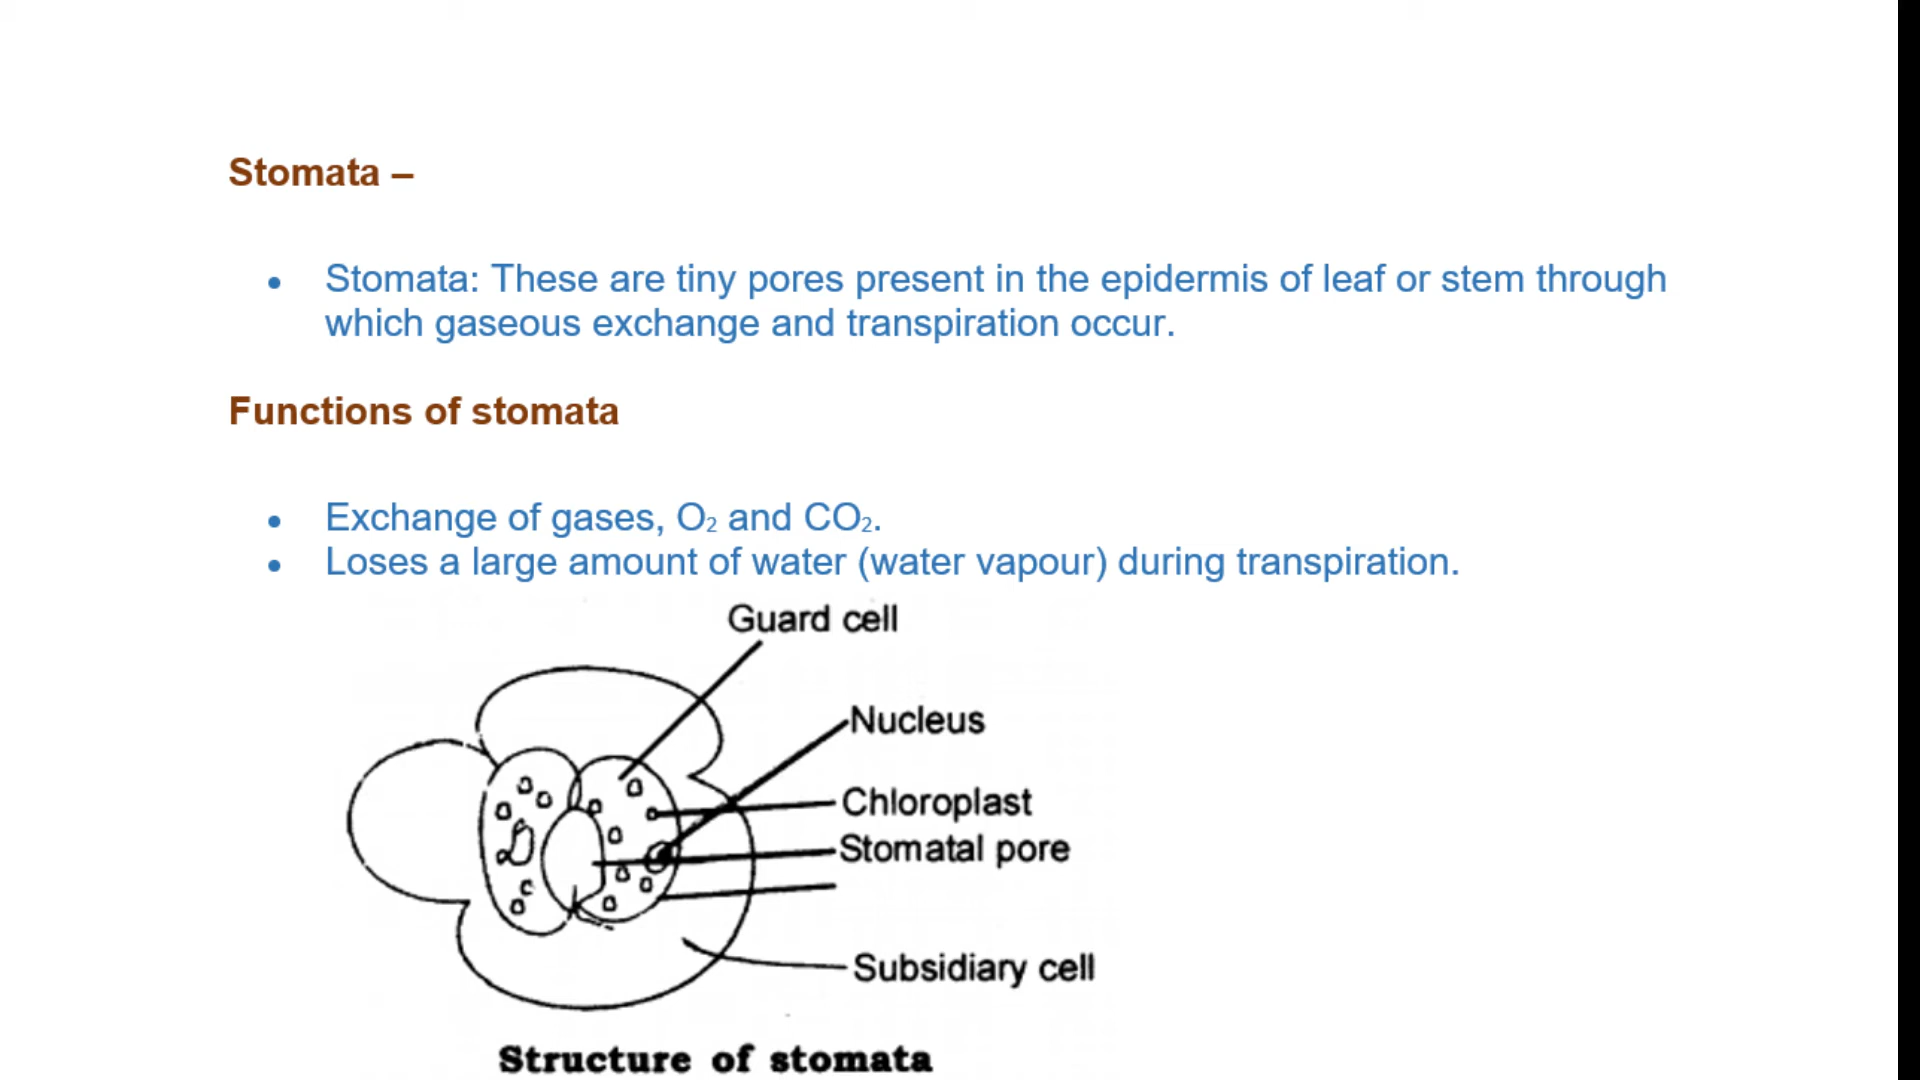 Stomata –
• Stomata: These are tiny pores present in the epidermis of leaf or stem through
which gaseous exchange and transpiration occur.
Functions of stomata
• Exchange of gases, O₂ and CO₂.
• Loses a large amount of water (water vapour) during transpiration.
Guard cell
Nucleus
Chloroplast
Stomatal pore
Subsidiary cell
Structure of stomata